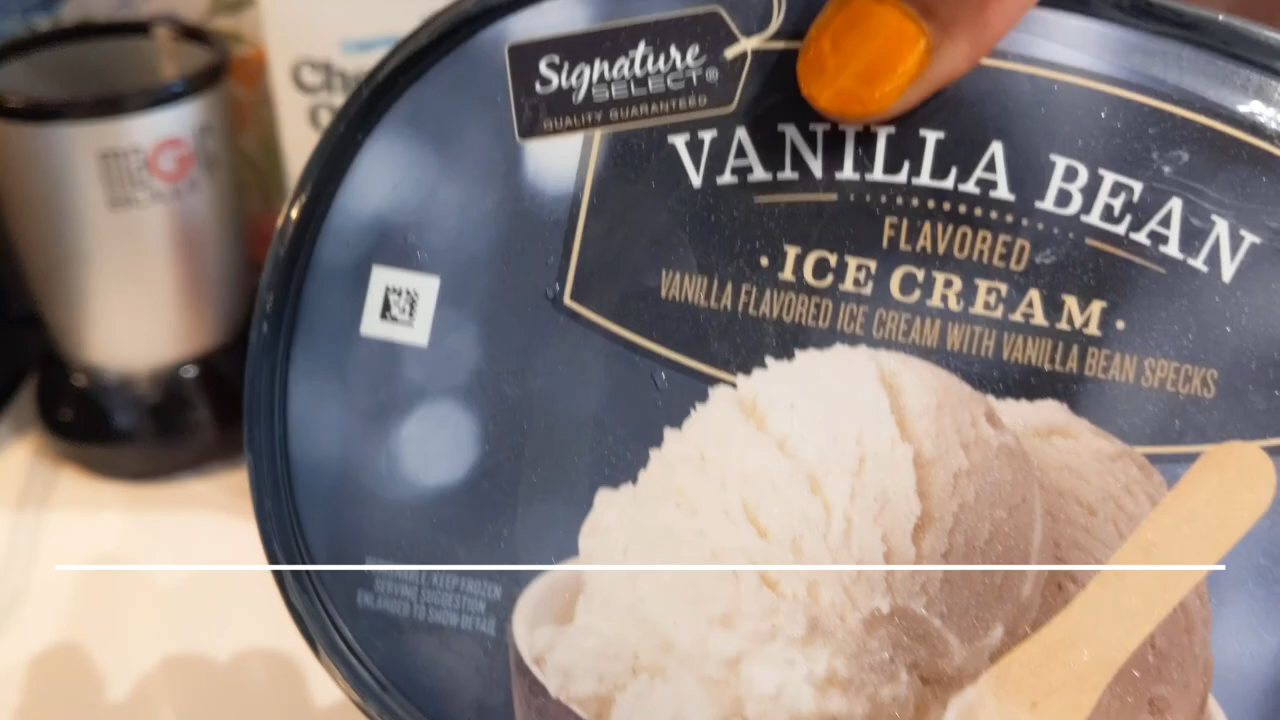 Signature
SELECT®
QUALITY GUARANTEED
VANILLA BEAN
FLAVORED
·ICE CREAM·
VANILLA FLAVORED ICE CREAM WITH VANILLA BEAN SPECKS
KEEP FROZEN
SERVING SUGGESTION
ENLARGED TO SHOW DETAIL